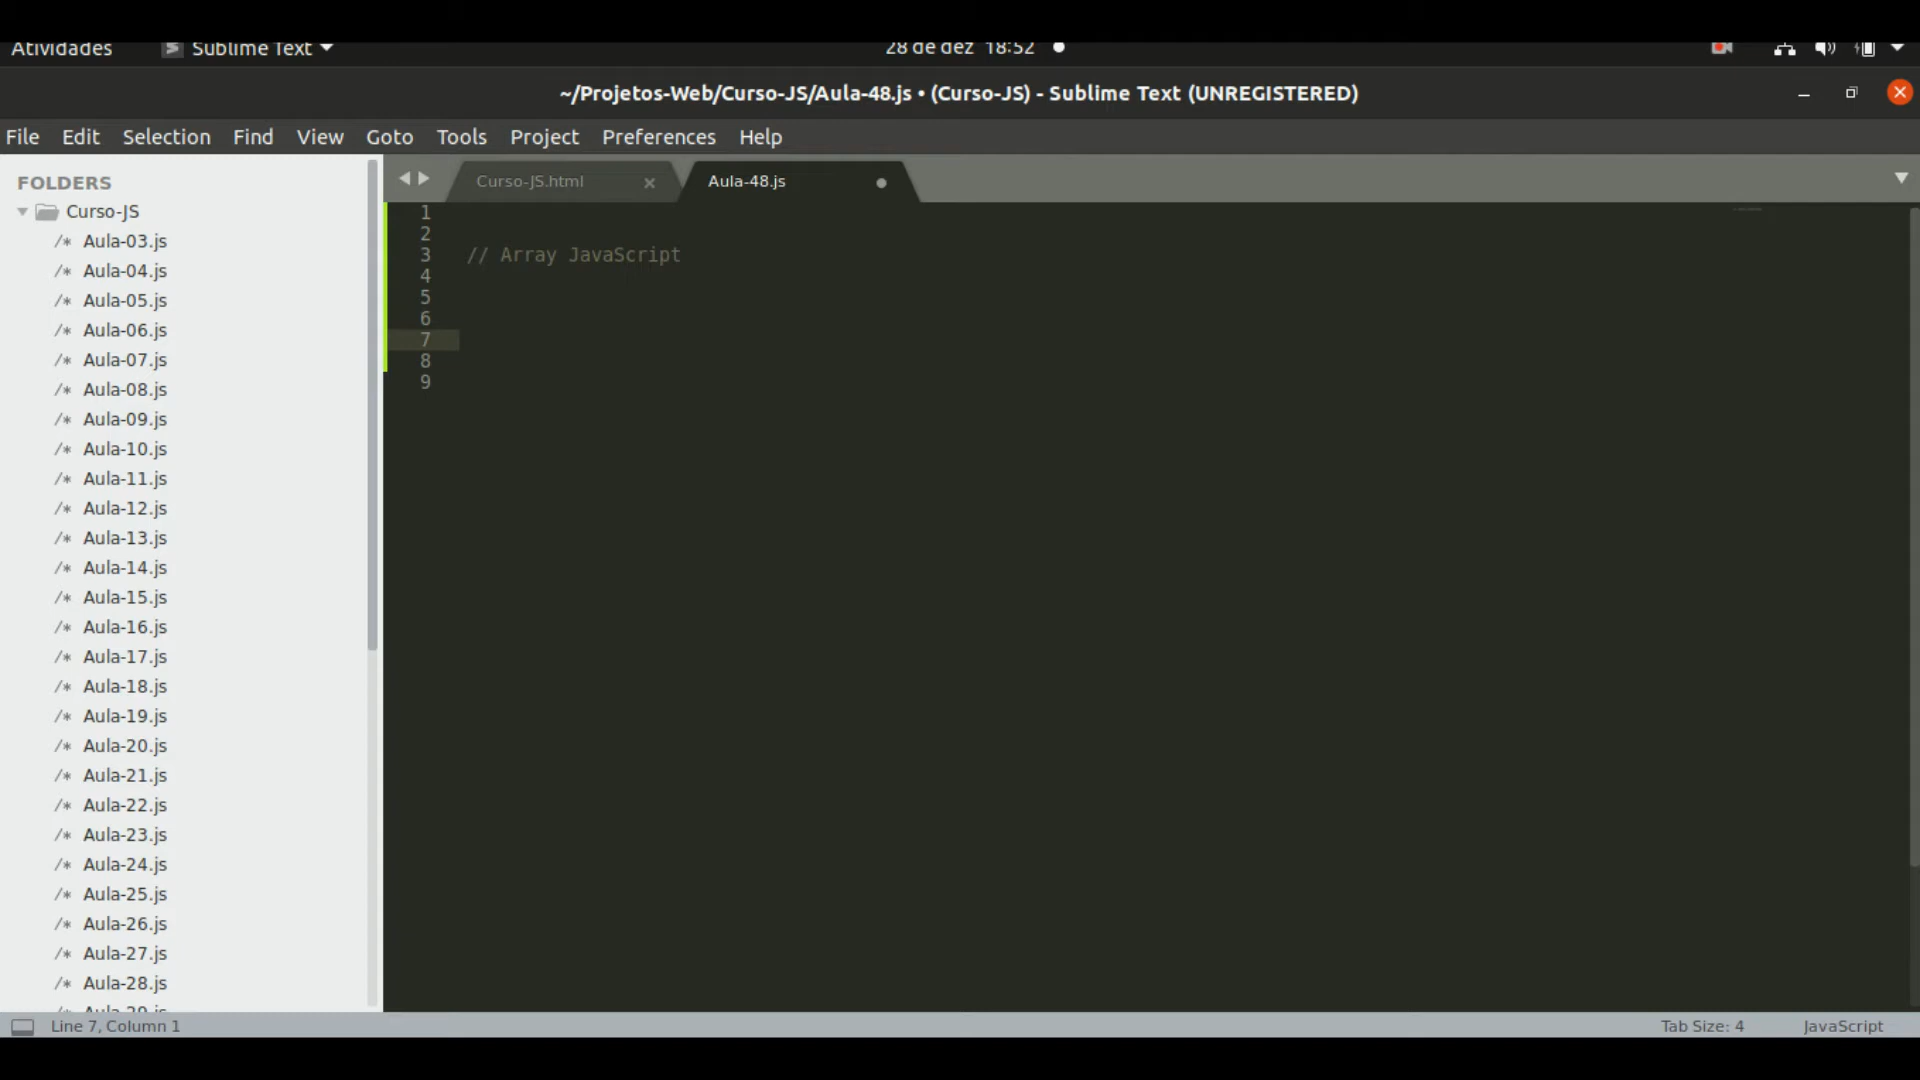 Atividades Sublime Text 28 de dez 18:52
~/Projetos-Web/Curso-JS/Aula-48.js • (Curso-JS) - Sublime Text (UNREGISTERED)
File Edit Selection Find View Goto Tools Project Preferences Help
FOLDERS
Curso-JS
/* Aula-03.js
/* Aula-04.js
/* Aula-05.js
/* Aula-06.js
/* Aula-07.js
/* Aula-08.js
/* Aula-09.js
/* Aula-10.js
/* Aula-11.js
/* Aula-12.js
/* Aula-13.js
/* Aula-14.js
/* Aula-15.js
/* Aula-16.js
/* Aula-17.js
/* Aula-18.js
/* Aula-19.js
/* Aula-20.js
/* Aula-21.js
/* Aula-22.js
/* Aula-23.js
/* Aula-24.js
/* Aula-25.js
/* Aula-26.js
/* Aula-27.js
/* Aula-28.js
Curso-JS.html Aula-48.js
1
2
3 // Array JavaScript
4
5
6
7
8
9
Line 7, Column 1 Tab Size: 4 JavaScript